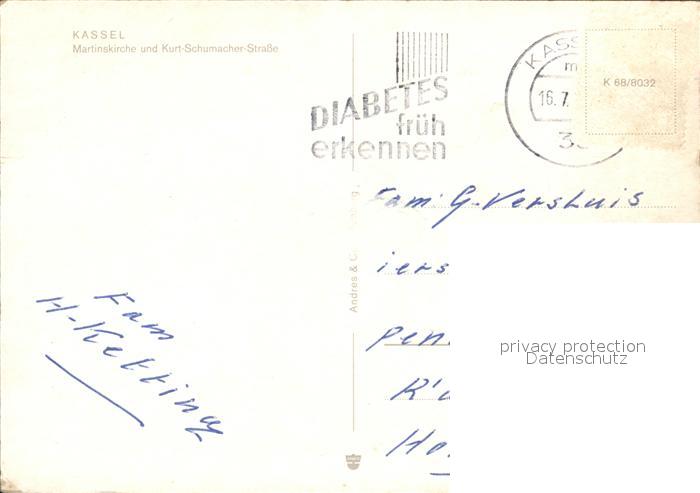 KASSEL
Martinskirche und Kurt-Schumacher-Straße
DIABETES
früh
erkennen
16. 7.
K 68/8032
Fam. G. Versluis
Andres & C
privacy protection
Datenschutz
Fam
H. Ketting